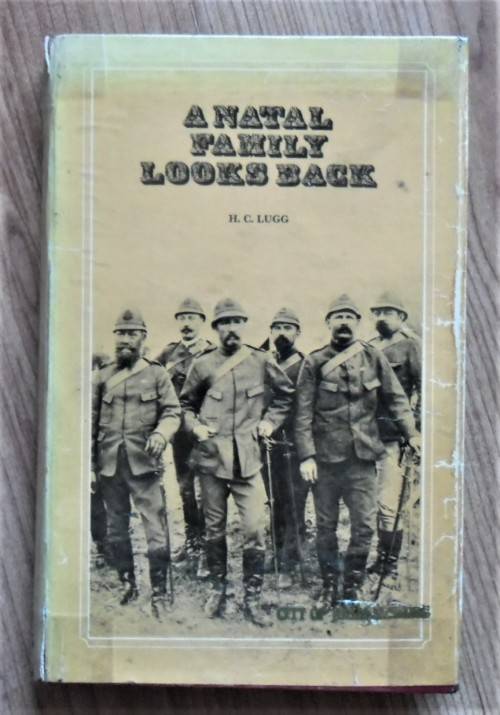 A NATAL
FAMILY
LOOKS BACK
H. C. LUGG
CITY OF